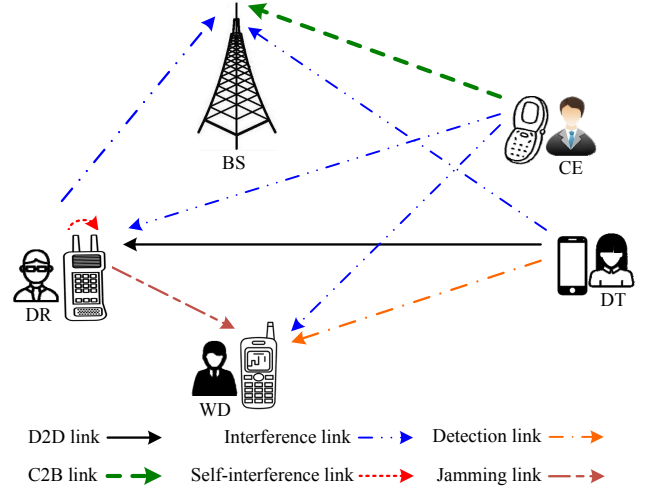 BS
CE
DR
DT
WD
D2D link
Interference link
Detection link
C2B link
Self-interference link
Jamming link